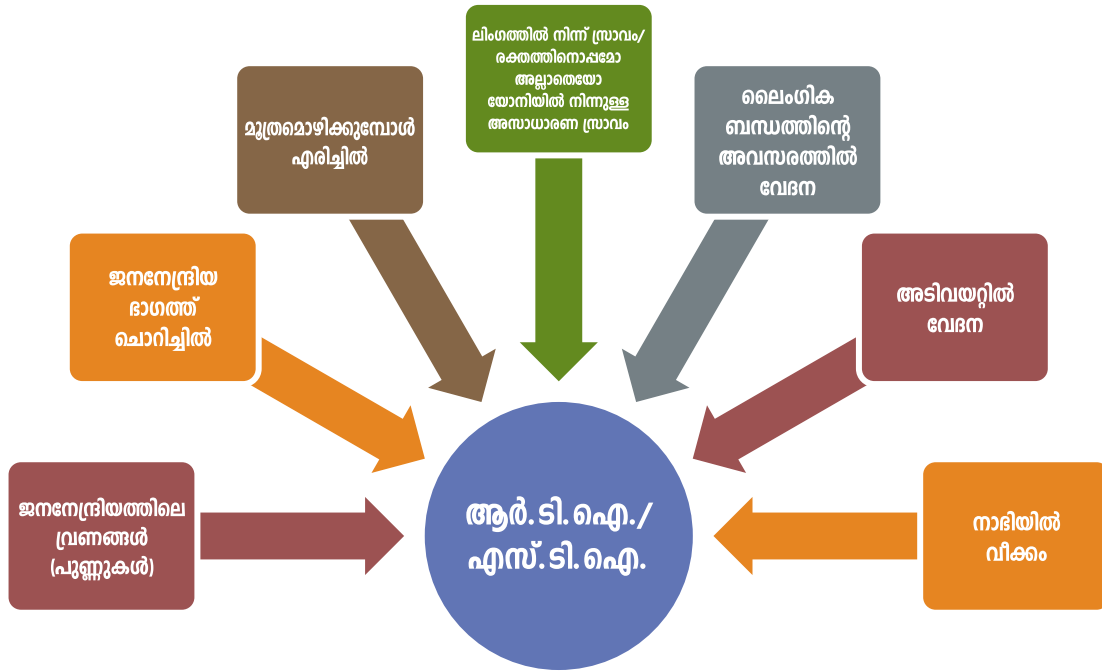 ലിംഗത്തിൽ നിന്ന് സ്രാവം/
രക്തത്തിനൊപ്പമോ
അല്ലാതെയോ
യോനിയിൽ നിന്നുള്ള
അസാധാരണ സ്രാവം
മൂത്രമൊഴിക്കുമ്പോൾ
എരിച്ചിൽ
ലൈംഗിക
ബന്ധത്തിന്റെ
അവസരത്തിൽ
വേദന
ജനനേന്ദ്രിയ
ഭാഗത്ത്
ചൊറിച്ചിൽ
അടിവയറ്റിൽ
വേദന
ജനനേന്ദ്രിയത്തിലെ
വ്രണങ്ങൾ
(പുണ്ണുകൾ)
ആർ.ടി.ഐ./
എസ്.ടി.ഐ.
നാഭിയിൽ
വീക്കം